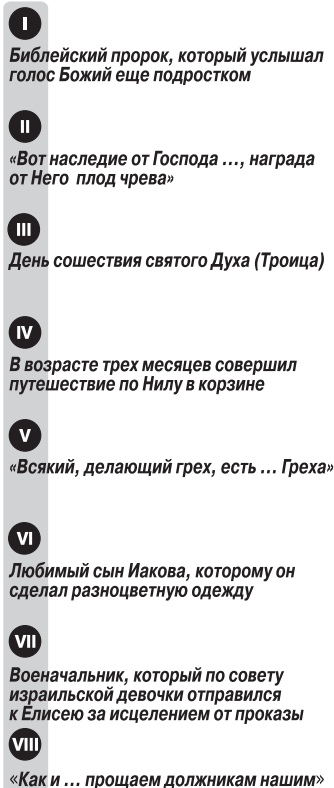 I
Библейский пророк, который услышал
голос Божий еще подростком
II
«Вот наследие от Господа ..., награда
от Него плод чрева»
III
День сошествия святого Духа (Троица)
IV
В возрасте трех месяцев совершил
путешествие по Нилу в корзине
V
«Всякий, делающий грех, есть ... Греха»
VI
Любимый сын Иакова, которому он
сделал разноцветную одежду
VII
Военачальник, который по совету
израильской девочки отправился
к Елисею за исцелением от проказы
VIII
«Как и ... прощаем должникам нашим»